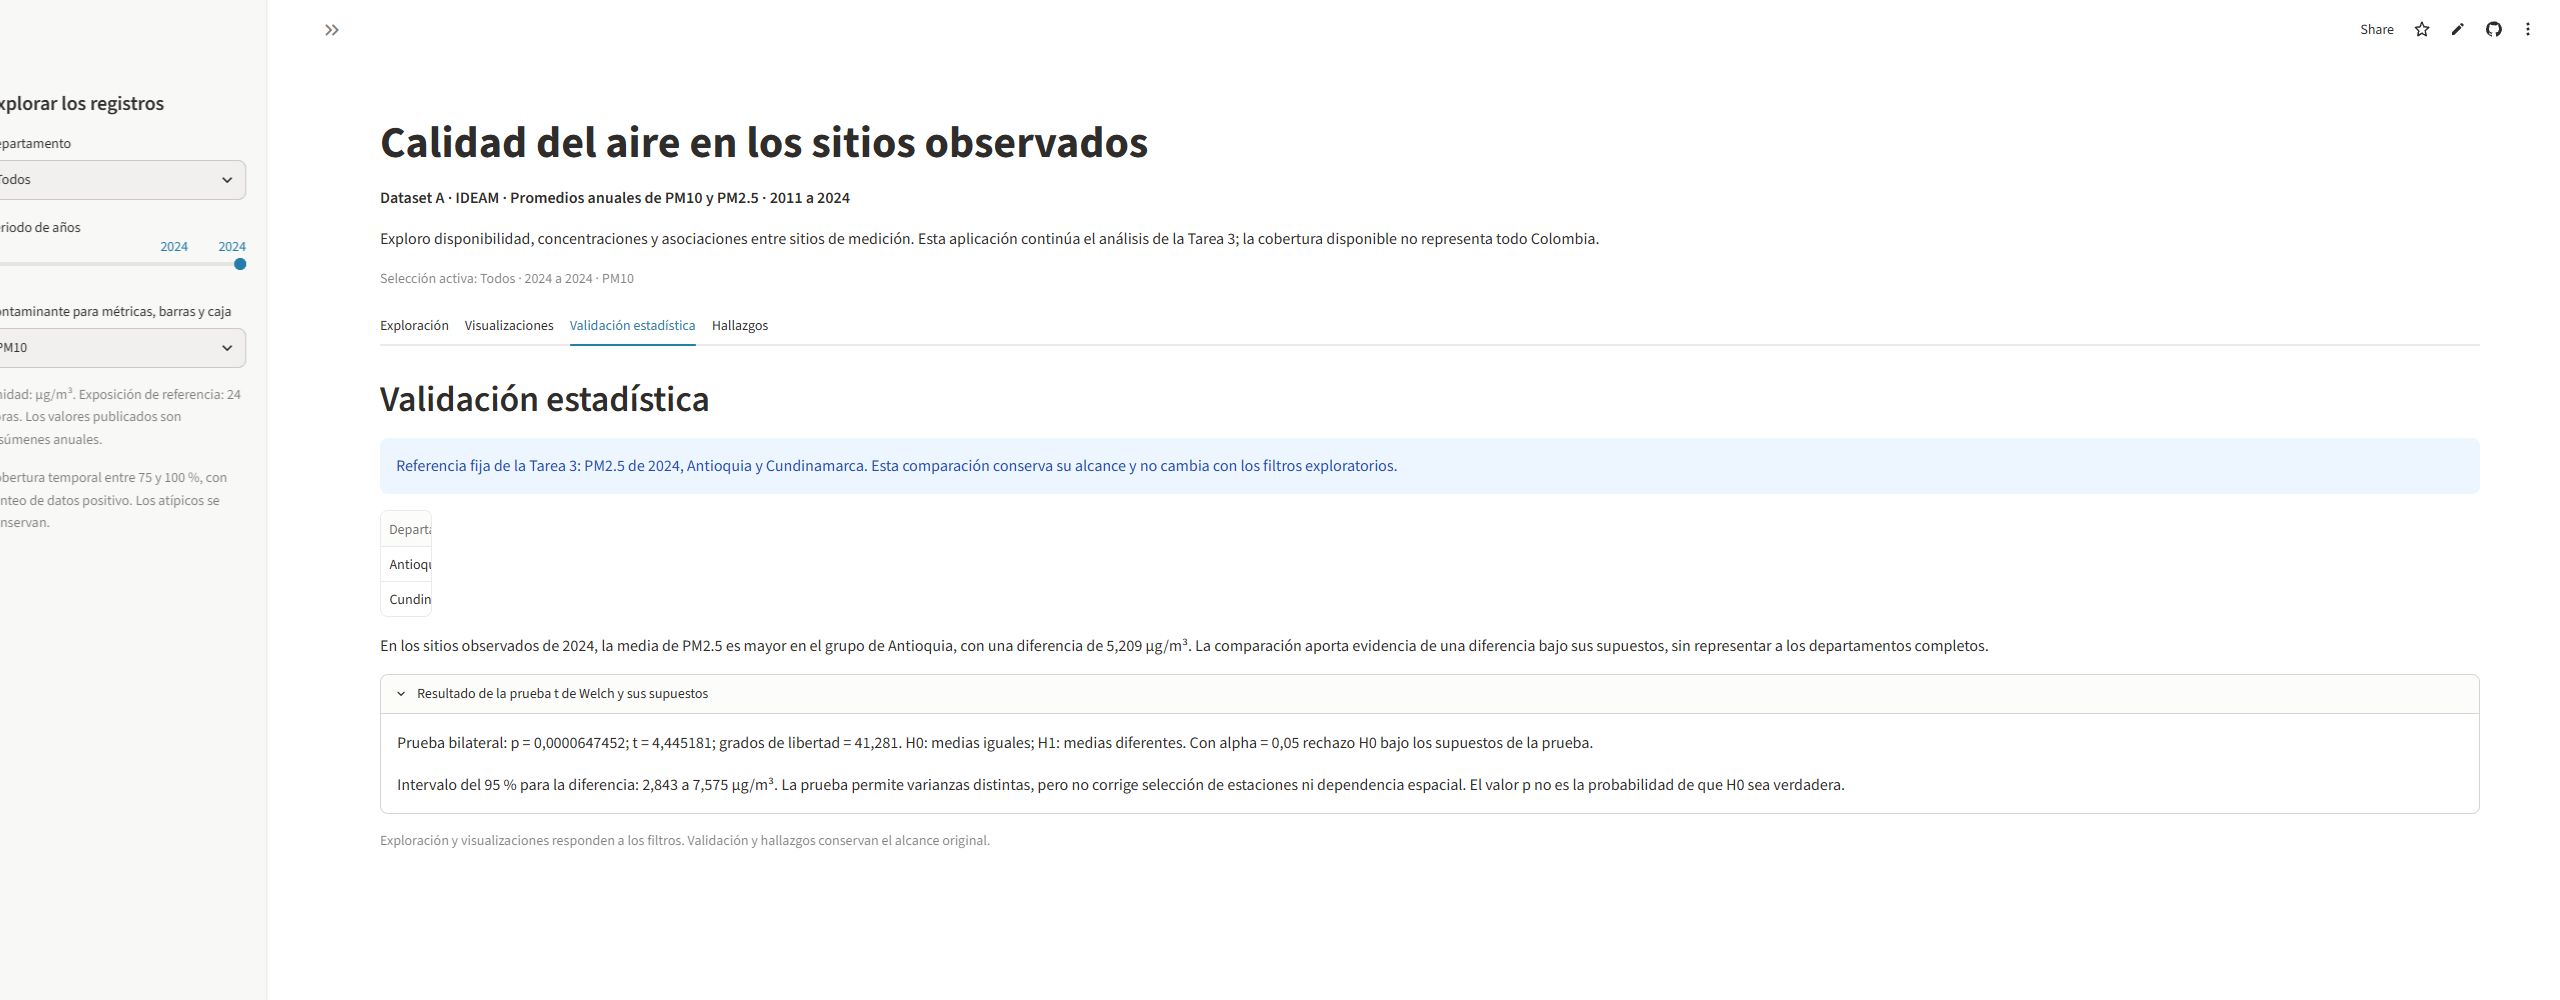 Share
xplorar los registros
epartamento
Todos
riodo de años
2024 2024
ontaminante para métricas, barras y caja
PM10
nidad: µg/m³. Exposición de referencia: 24
oras. Los valores publicados son
súmenes anuales.
obertura temporal entre 75 y 100 %, con
nteo de datos positivo. Los atípicos se
nservan.
Calidad del aire en los sitios observados
Dataset A · IDEAM · Promedios anuales de PM10 y PM2.5 · 2011 a 2024
Exploro disponibilidad, concentraciones y asociaciones entre sitios de medición. Esta aplicación continúa el análisis de la Tarea 3; la cobertura disponible no representa todo Colombia.
Selección activa: Todos · 2024 a 2024 · PM10
Exploración Visualizaciones Validación estadística Hallazgos
Validación estadística
Referencia fija de la Tarea 3: PM2.5 de 2024, Antioquia y Cundinamarca. Esta comparación conserva su alcance y no cambia con los filtros exploratorios.
Departa
Antioqu
Cundin
En los sitios observados de 2024, la media de PM2.5 es mayor en el grupo de Antioquia, con una diferencia de 5,209 µg/m³. La comparación aporta evidencia de una diferencia bajo sus supuestos, sin representar a los departamentos completos.
Resultado de la prueba t de Welch y sus supuestos
Prueba bilateral: p = 0,0000647452; t = 4,445181; grados de libertad = 41,281. H0: medias iguales; H1: medias diferentes. Con alpha = 0,05 rechazo H0 bajo los supuestos de la prueba.
Intervalo del 95 % para la diferencia: 2,843 a 7,575 µg/m³. La prueba permite varianzas distintas, pero no corrige selección de estaciones ni dependencia espacial. El valor p no es la probabilidad de que H0 sea verdadera.
Exploración y visualizaciones responden a los filtros. Validación y hallazgos conservan el alcance original.